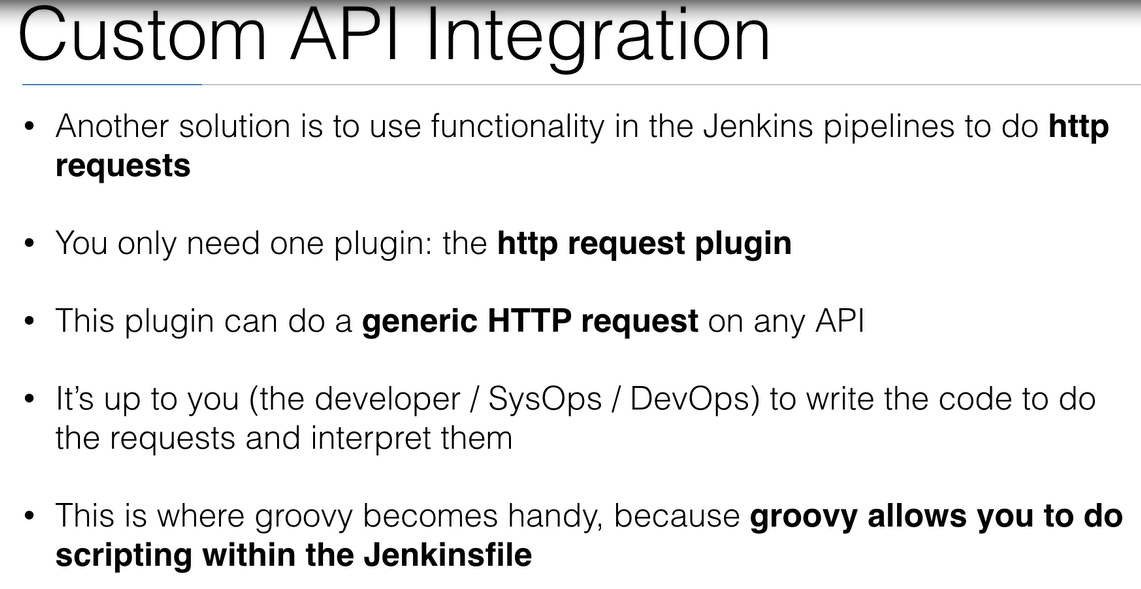 Custom API Integration
• Another solution is to use functionality in the Jenkins pipelines to do http
requests
• You only need one plugin: the http request plugin
• This plugin can do a generic HTTP request on any API
• It's up to you (the developer / SysOps / DevOps) to write the code to do
the requests and interpret them
• This is where groovy becomes handy, because groovy allows you to do
scripting within the Jenkinsfile